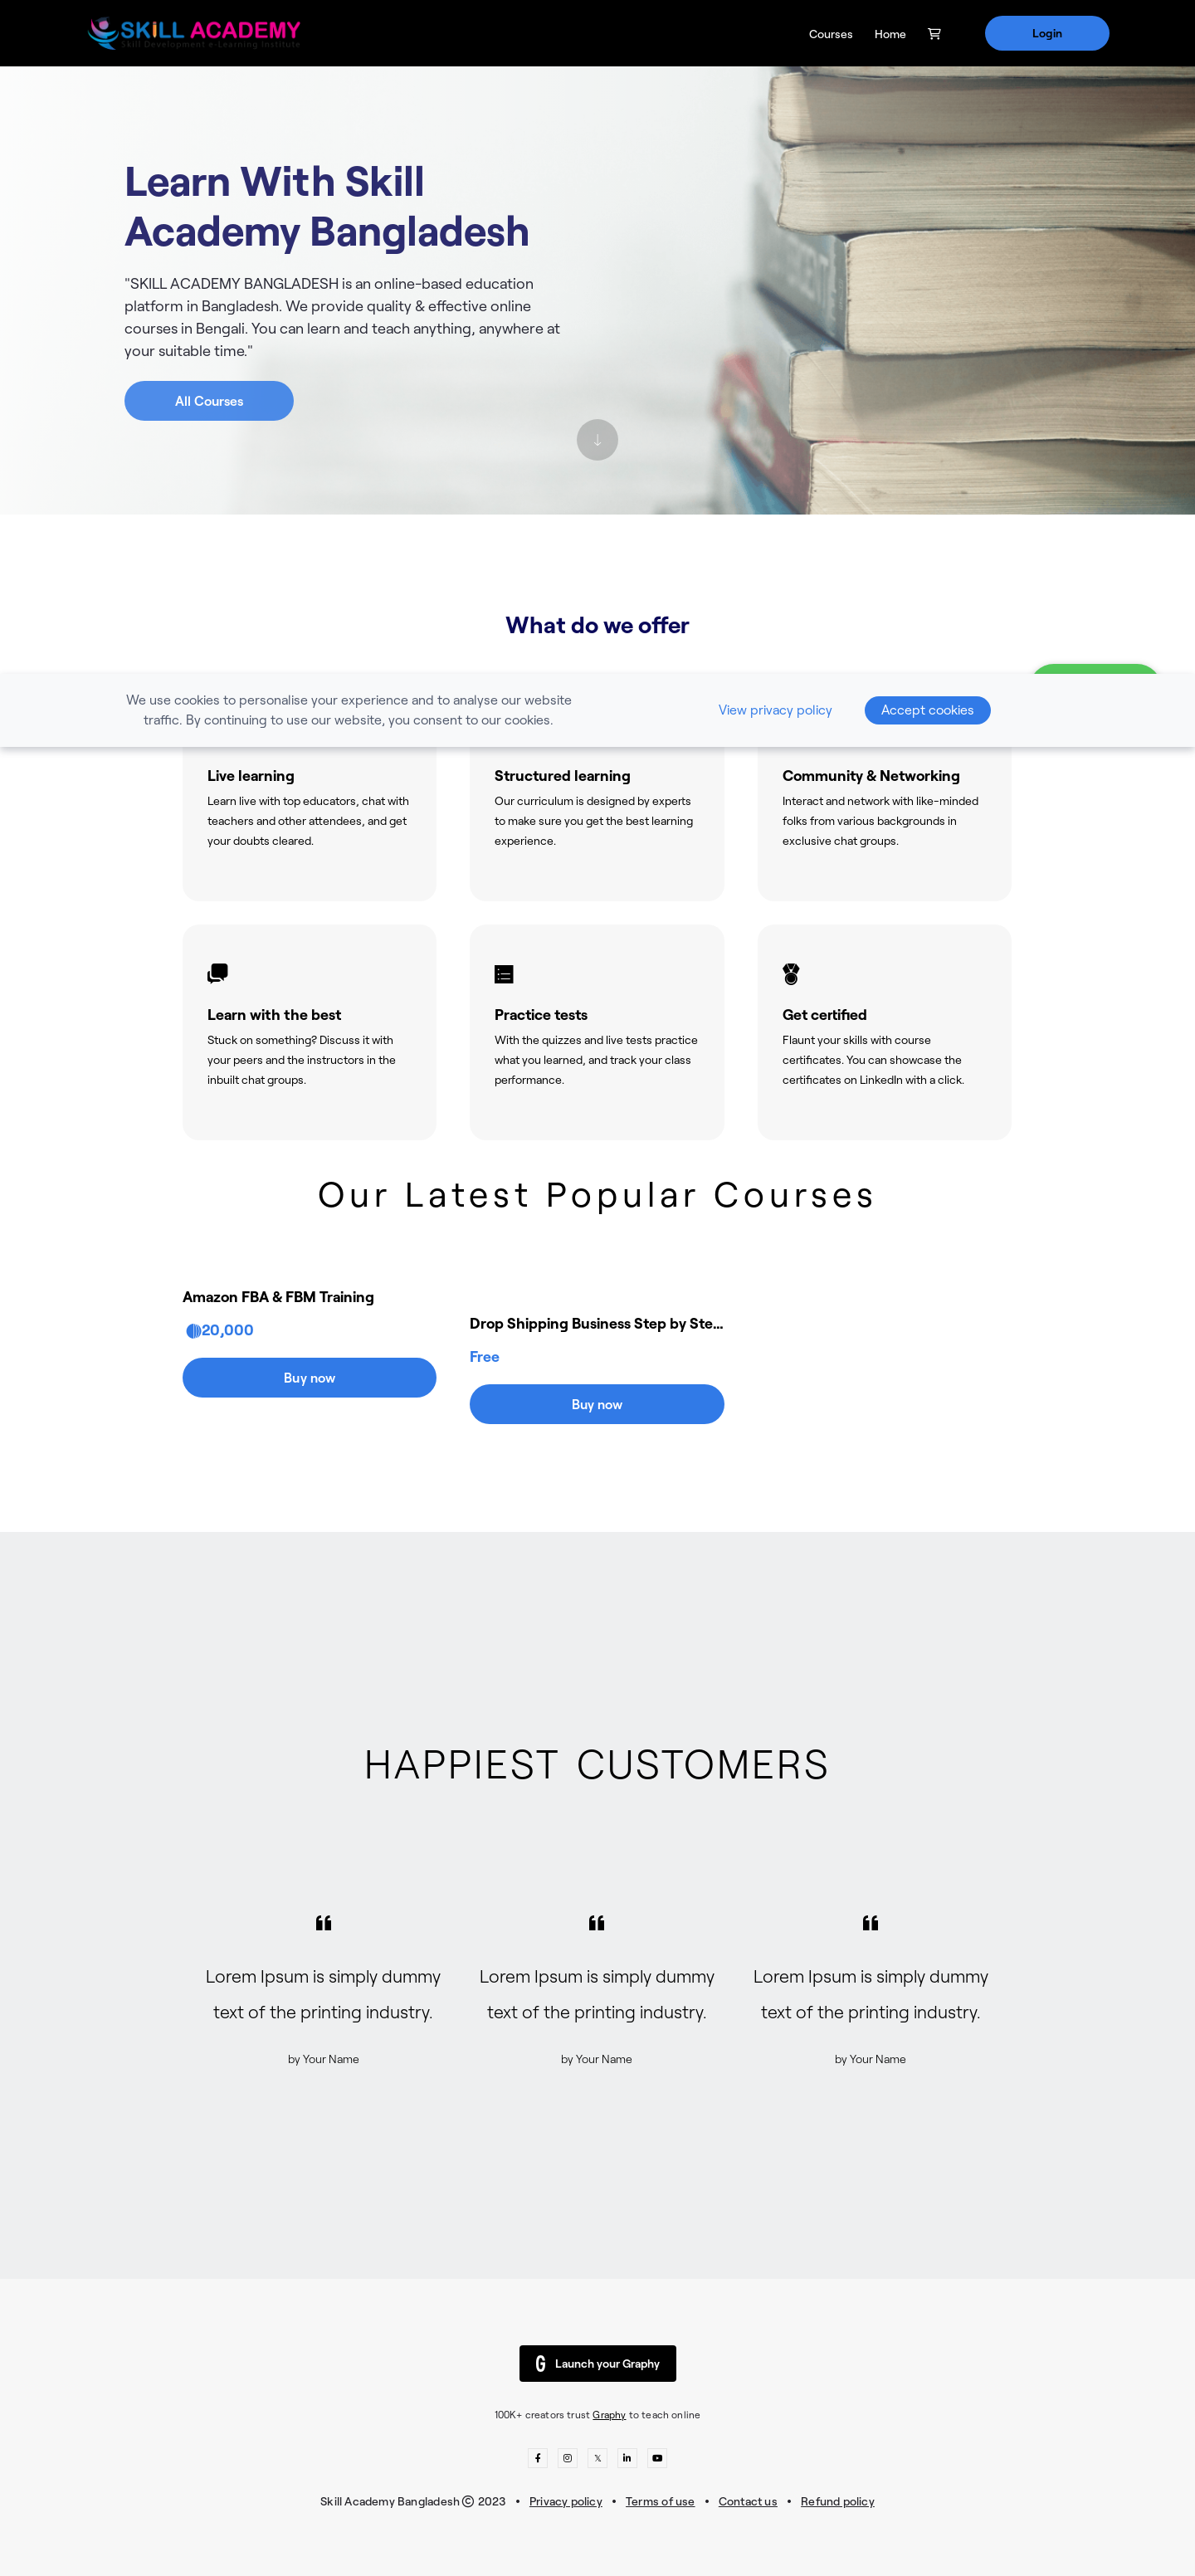 SKILL ACADEMY
Skill Development e-Learning Institute
Courses
Home
Login
Learn With Skill
Academy Bangladesh
"SKILL ACADEMY BANGLADESH is an online-based education
platform in Bangladesh. We provide quality & effective online
courses in Bengali. You can learn and teach anything, anywhere at
your suitable time."
All Courses
What do we offer
We use cookies to personalise your experience and to analyse our website
traffic. By continuing to use our website, you consent to our cookies.
View privacy policy
Accept cookies
Live learning
Learn live with top educators, chat with
teachers and other attendees, and get
your doubts cleared.
Structured learning
Our curriculum is designed by experts
to make sure you get the best learning
experience.
Community & Networking
Interact and network with like-minded
folks from various backgrounds in
exclusive chat groups.
Learn with the best
Stuck on something? Discuss it with
your peers and the instructors in the
inbuilt chat groups.
Practice tests
With the quizzes and live tests practice
what you learned, and track your class
performance.
Get certified
Flaunt your skills with course
certificates. You can showcase the
certificates on LinkedIn with a click.
Our Latest Popular Courses
Amazon FBA & FBM Training
20,000
Buy now
Drop Shipping Business Step by Ste...
Free
Buy now
HAPPIEST CUSTOMERS
Lorem Ipsum is simply dummy
text of the printing industry.
by Your Name
Lorem Ipsum is simply dummy
text of the printing industry.
by Your Name
Lorem Ipsum is simply dummy
text of the printing industry.
by Your Name
Launch your Graphy
100K+ creators trust Graphy to teach online
Skill Academy Bangladesh © 2023 • Privacy policy • Terms of use • Contact us • Refund policy